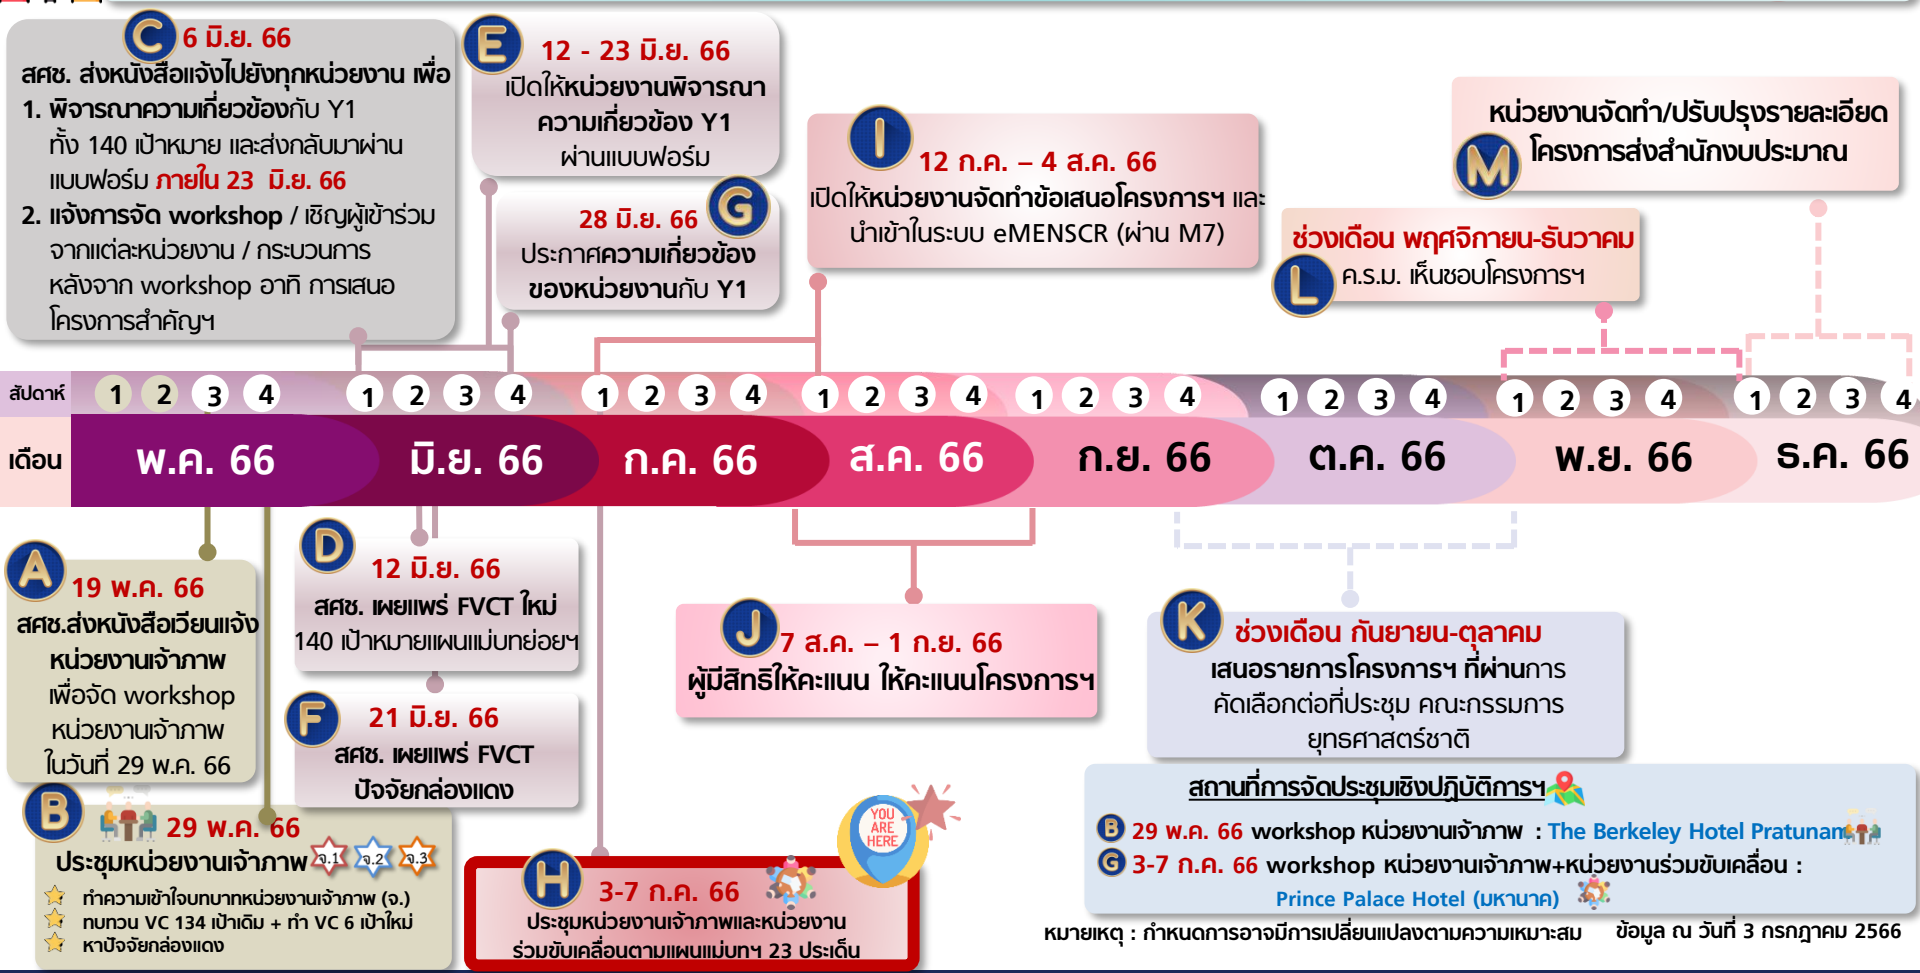 C 6 มิ.ย. 66
สศช. ส่งหนังสือแจ้งไปยังทุกหน่วยงาน เพื่อ
1. พิจารณาความเกี่ยวข้องกับ Y1
ทั้ง 140 เป้าหมาย และส่งกลับมาผ่าน
แบบฟอร์ม ภายใน 23 มิ.ย. 66
2. แจ้งการจัด workshop / เชิญผู้เข้าร่วม
จากแต่ละหน่วยงาน / กระบวนการ
หลังจาก workshop อาทิ การเสนอ
โครงการสำคัญฯ
E 12 - 23 มิ.ย. 66
เปิดให้หน่วยงานพิจารณา
ความเกี่ยวข้อง Y1
ผ่านแบบฟอร์ม
G 28 มิ.ย. 66
ประกาศความเกี่ยวข้อง
ของหน่วยงานกับ Y1
I 12 ก.ค. – 4 ส.ค. 66
เปิดให้หน่วยงานจัดทำข้อเสนอโครงการฯ และ
นำเข้าในระบบ eMENSCR (ผ่าน M7)
L ช่วงเดือน พฤศจิกายน-ธันวาคม
ค.ร.ม. เห็นชอบโครงการฯ
M หน่วยงานจัดทำ/ปรับปรุงรายละเอียด
โครงการส่งสำนักงบประมาณ
สัปดาห์ 1 2 3 4 1 2 3 4 1 2 3 4 1 2 3 4 1 2 3 4 1 2 3 4 1 2 3 4 1 2 3 4
เดือน พ.ค. 66 มิ.ย. 66 ก.ค. 66 ส.ค. 66 ก.ย. 66 ต.ค. 66 พ.ย. 66 ธ.ค. 66
A 19 พ.ค. 66
สศช.ส่งหนังสือเวียนแจ้ง
หน่วยงานเจ้าภาพ
เพื่อจัด workshop
หน่วยงานเจ้าภาพ
ในวันที่ 29 พ.ค. 66
B 29 พ.ค. 66
ประชุมหน่วยงานเจ้าภาพ จ.1 จ.2 จ.3
ทำความเข้าใจบทบาทหน่วยงานเจ้าภาพ (จ.)
ทบทวน VC 134 เป้าเดิม + ทำ VC 6 เป้าใหม่
หาปัจจัยกล่องแดง
D 12 มิ.ย. 66
สศช. เผยแพร่ FVCT ใหม่
140 เป้าหมายแผนแม่บทย่อยฯ
F 21 มิ.ย. 66
สศช. เผยแพร่ FVCT
ปัจจัยกล่องแดง
H 3-7 ก.ค. 66
ประชุมหน่วยงานเจ้าภาพและหน่วยงาน
ร่วมขับเคลื่อนตามแผนแม่บทฯ 23 ประเด็น
YOU
ARE
HERE
J 7 ส.ค. – 1 ก.ย. 66
ผู้มีสิทธิให้คะแนน ให้คะแนนโครงการฯ
K ช่วงเดือน กันยายน-ตุลาคม
เสนอรายการโครงการฯ ที่ผ่านการ
คัดเลือกต่อที่ประชุม คณะกรรมการ
ยุทธศาสตร์ชาติ
สถานที่การจัดประชุมเชิงปฏิบัติการฯ
B 29 พ.ค. 66 workshop หน่วยงานเจ้าภาพ : The Berkeley Hotel Pratunam
G 3-7 ก.ค. 66 workshop หน่วยงานเจ้าภาพ+หน่วยงานร่วมขับเคลื่อน :
Prince Palace Hotel (มหานาค)
หมายเหตุ : กำหนดการอาจมีการเปลี่ยนแปลงตามความเหมาะสม ข้อมูล ณ วันที่ 3 กรกฎาคม 2566